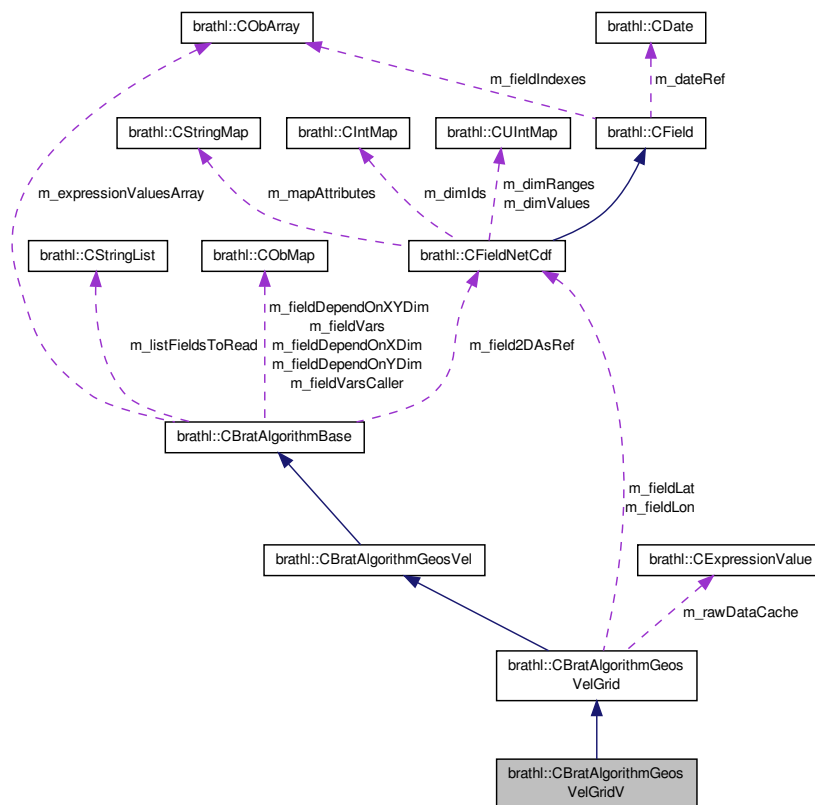 brathl::CObArray
brathl::CDate
m_fieldIndexes
m_dateRef
brathl::CStringMap
brathl::CIntMap
brathl::CUIntMap
brathl::CField
m_expressionValuesArray
m_mapAttributes
m_dimIds
m_dimRanges
m_dimValues
brathl::CStringList
brathl::CObMap
brathl::CFieldNetCdf
m_listFieldsToRead
m_fieldDependOnXYDim
m_fieldVars
m_fieldDependOnXDim
m_fieldDependOnYDim
m_fieldVarsCaller
m_field2DAsRef
brathl::CBratAlgorithmBase
m_fieldLat
m_fieldLon
brathl::CBratAlgorithmGeosVel
brathl::CExpressionValue
m_rawDataCache
brathl::CBratAlgorithmGeos
VelGrid
brathl::CBratAlgorithmGeos
VelGridV